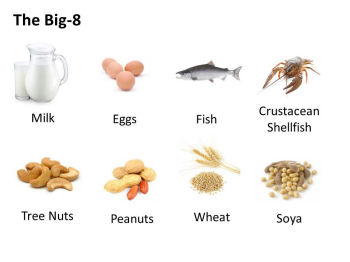 The Big-8
Milk
Eggs
Fish
Crustacean
Shellfish
Tree Nuts
Peanuts
Wheat
Soya